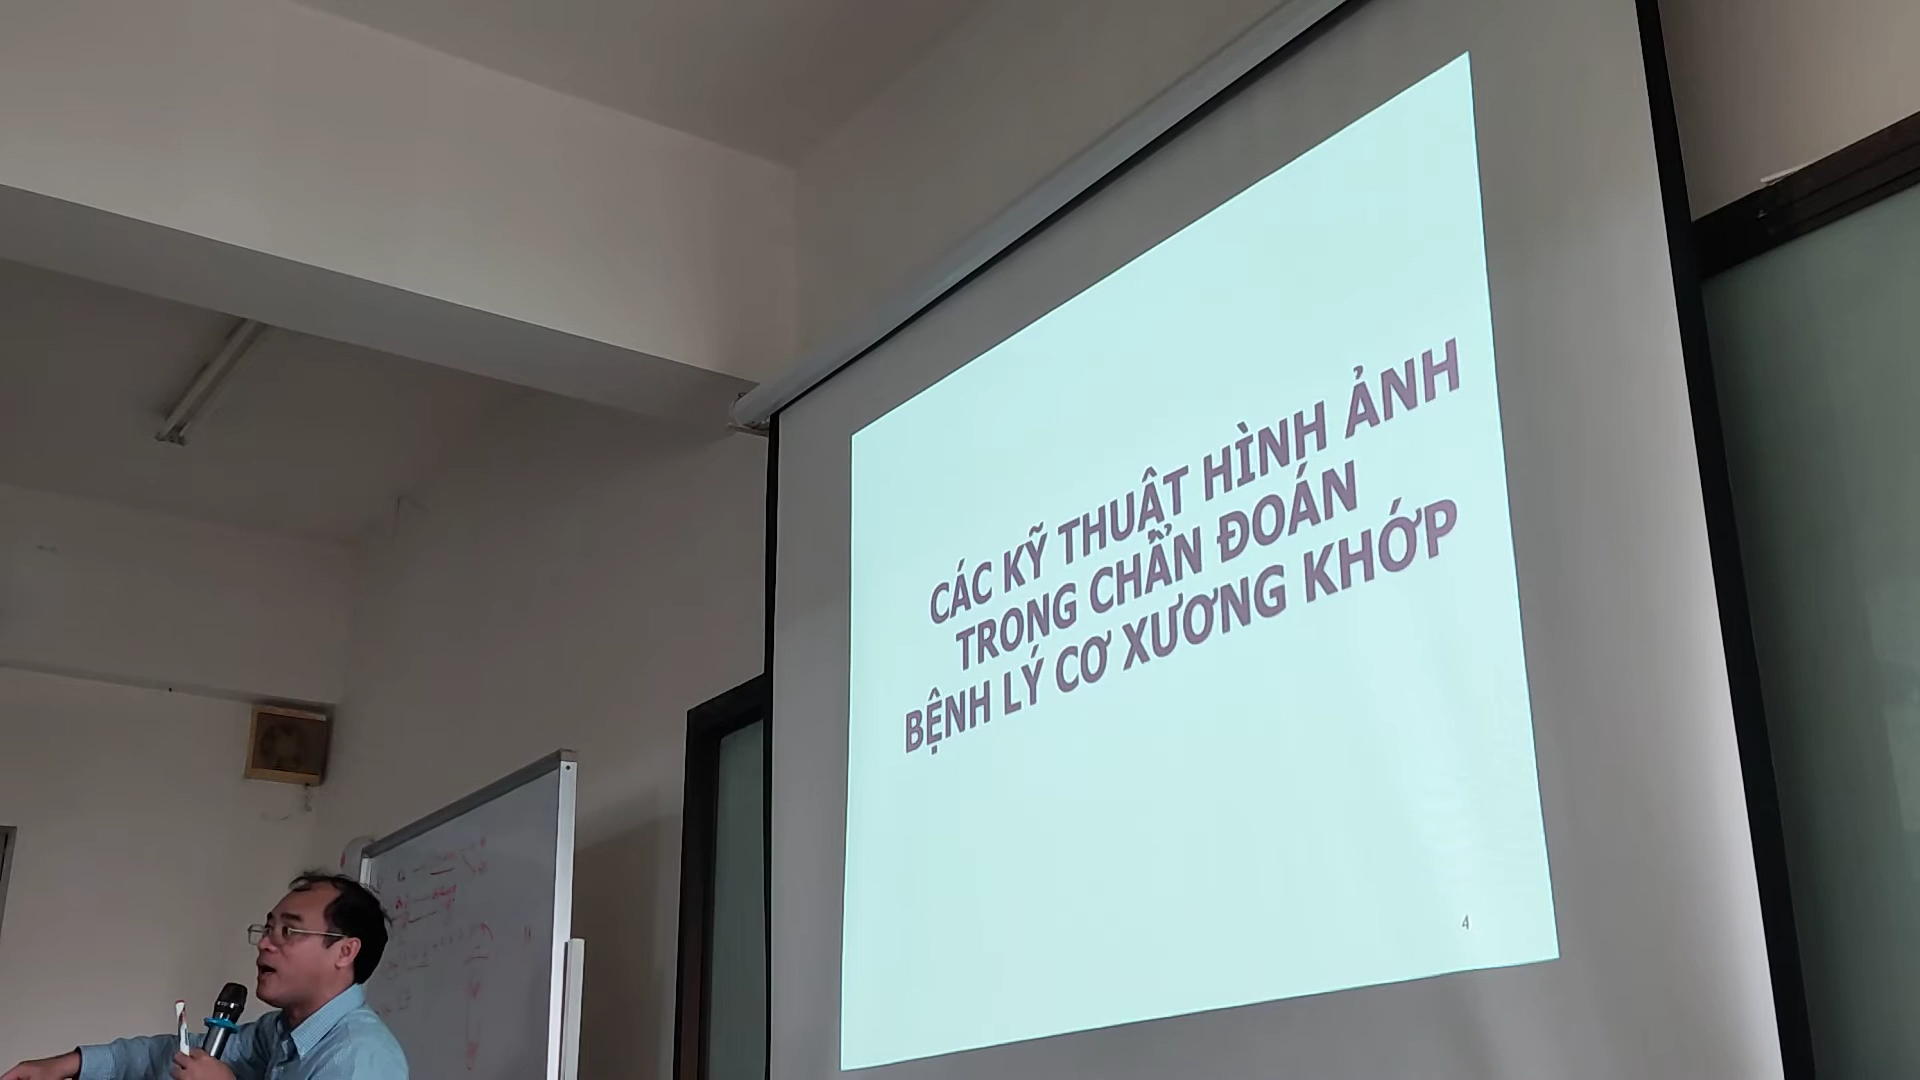 CÁC KỸ THUẬT HÌNH ẢNH
TRONG CHẨN ĐOÁN
BỆNH LÝ CƠ XƯƠNG KHỚP
4